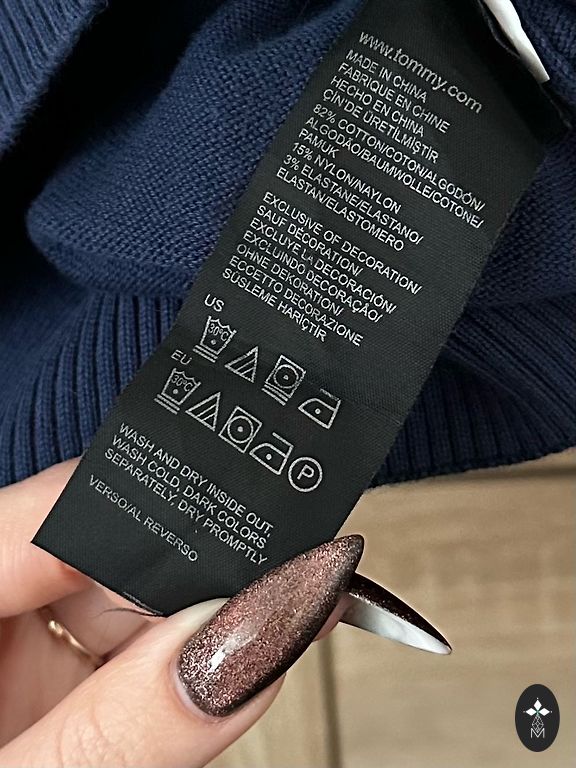 www.tommy.com
MADE IN CHINA
FABRIQUE EN CHINE
HECHO EN CHINA
ÇİN'DE ÜRETİLMİŞTİR
82% COTTON/COTON/ALGODÓN/
ALGODÃO/BAUMWOLLE/COTONE/
PAMUK
15% NYLON/NAYLON
3% ELASTANE/ELASTANO/
ELASTAN/ELASTOMERO
EXCLUSIVE OF DECORATION/
SAUF DÉCORATION/
EXCLUYE LA DECORACIÓN/
EXCLUINDO DECORAÇÃO/
OHNE DEKORATION/
ECCETTO DECORAZIONE
SÜSLEME HARİÇTİR
US
30°C
EU
30°C
P
WASH AND DRY INSIDE OUT,
WASH COLD, DARK COLORS
SEPARATELY, DRY PROMPTLY
VERSO/AL REVERSO
M